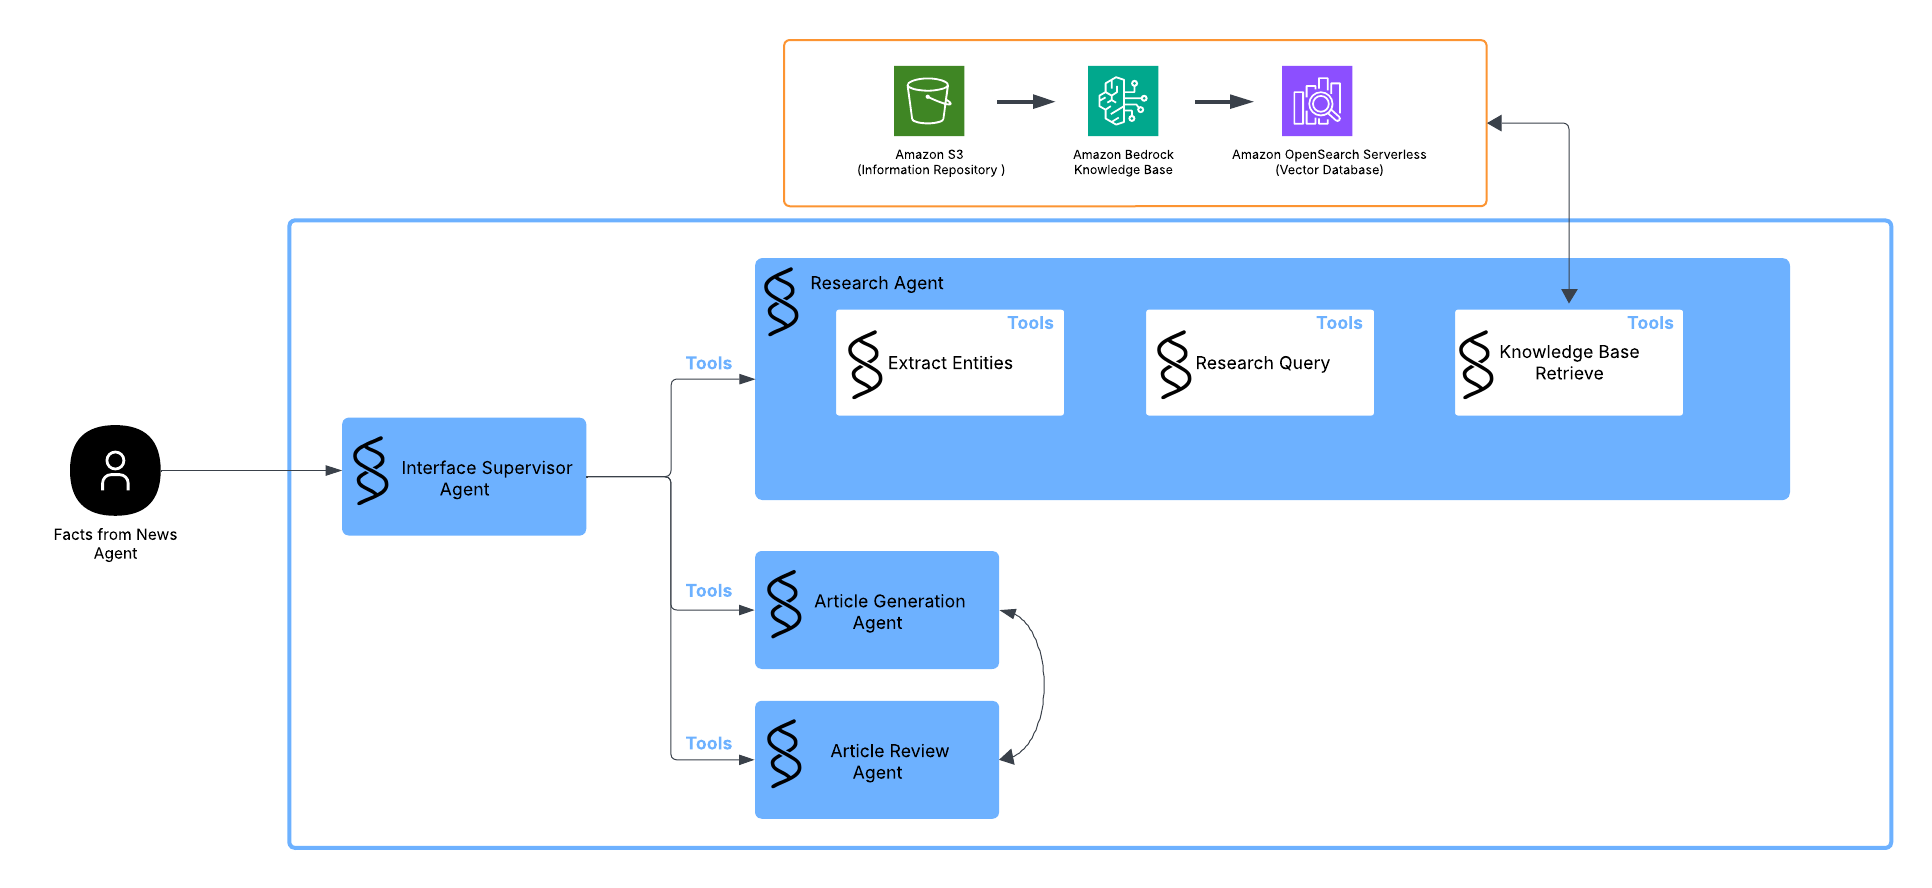 Amazon S3
(Information Repository )
Amazon Bedrock
Knowledge Base
Amazon OpenSearch Serverless
(Vector Database)
Research Agent
Tools
Extract Entities
Tools
Research Query
Tools
Knowledge Base
Retrieve
Tools
Interface Supervisor
Agent
Facts from News
Agent
Tools
Article Generation
Agent
Tools
Article Review
Agent